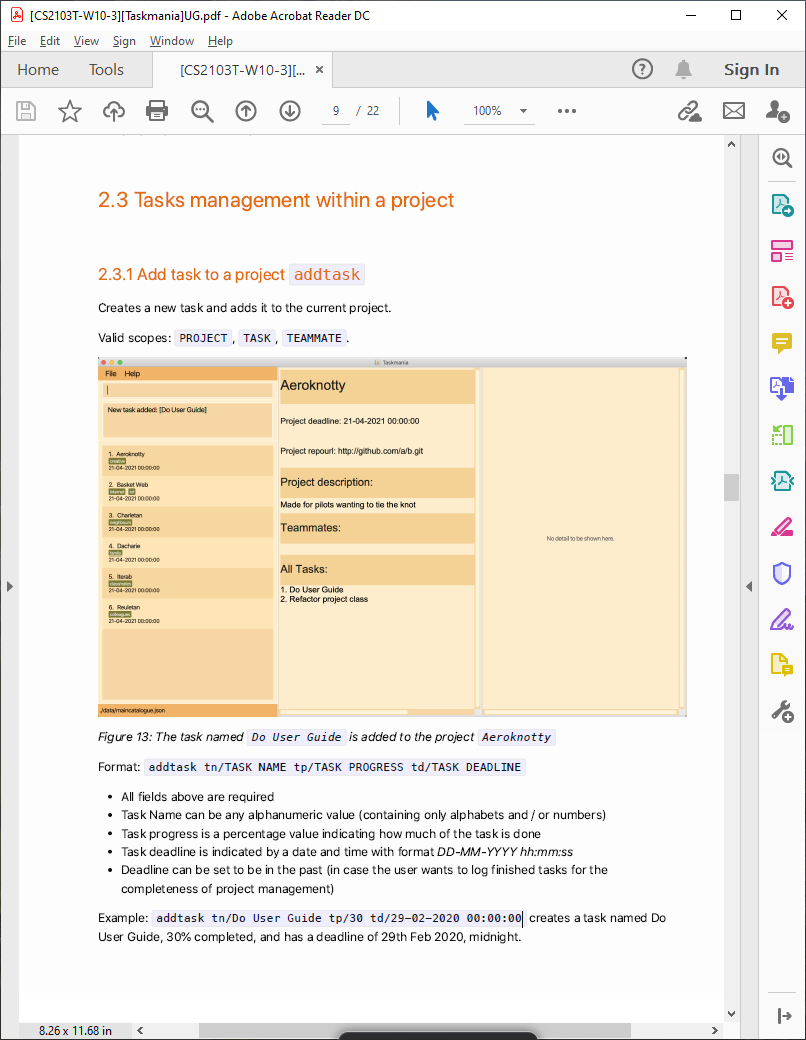 [CS2103T-W10-3][Taskmania]UG.pdf - Adobe Acrobat Reader DC
File Edit View Sign Window Help
Home Tools [CS2103T-W10-3][... × Sign In
9 / 22 100%
2.3 Tasks management within a project
2.3.1 Add task to a project addtask
Creates a new task and adds it to the current project.
Valid scopes: PROJECT, TASK, TEAMMATE.
Taskmania
File Help
New task added: [Do User Guide]
1. Aeroknotty
21-04-2021 00:00:00
2. Basket Web
21-04-2021 00:00:00
3. Charletan
21-04-2021 00:00:00
4. Dacharie
21-04-2021 00:00:00
5. Iterab
21-04-2021 00:00:00
6. Reuletan
21-04-2021 00:00:00
./data/maincatalogue.json
Aeroknotty
Project deadline: 21-04-2021 00:00:00
Project repourl: http://github.com/a/b.git
Project description:
Made for pilots wanting to tie the knot
Teammates:
All Tasks:
1. Do User Guide
2. Refactor project class
No detail to be shown here.
Figure 13: The task named Do User Guide is added to the project Aeroknotty
Format: addtask tn/TASK NAME tp/TASK PROGRESS td/TASK DEADLINE
• All fields above are required
• Task Name can be any alphanumeric value (containing only alphabets and / or numbers)
• Task progress is a percentage value indicating how much of the task is done
• Task deadline is indicated by a date and time with format DD-MM-YYYY hh:mm:ss
• Deadline can be set to be in the past (in case the user wants to log finished tasks for the
completeness of project management)
Example: addtask tn/Do User Guide tp/30 td/29-02-2020 00:00:00 creates a task named Do
User Guide, 30% completed, and has a deadline of 29th Feb 2020, midnight.
8.26 x 11.68 in